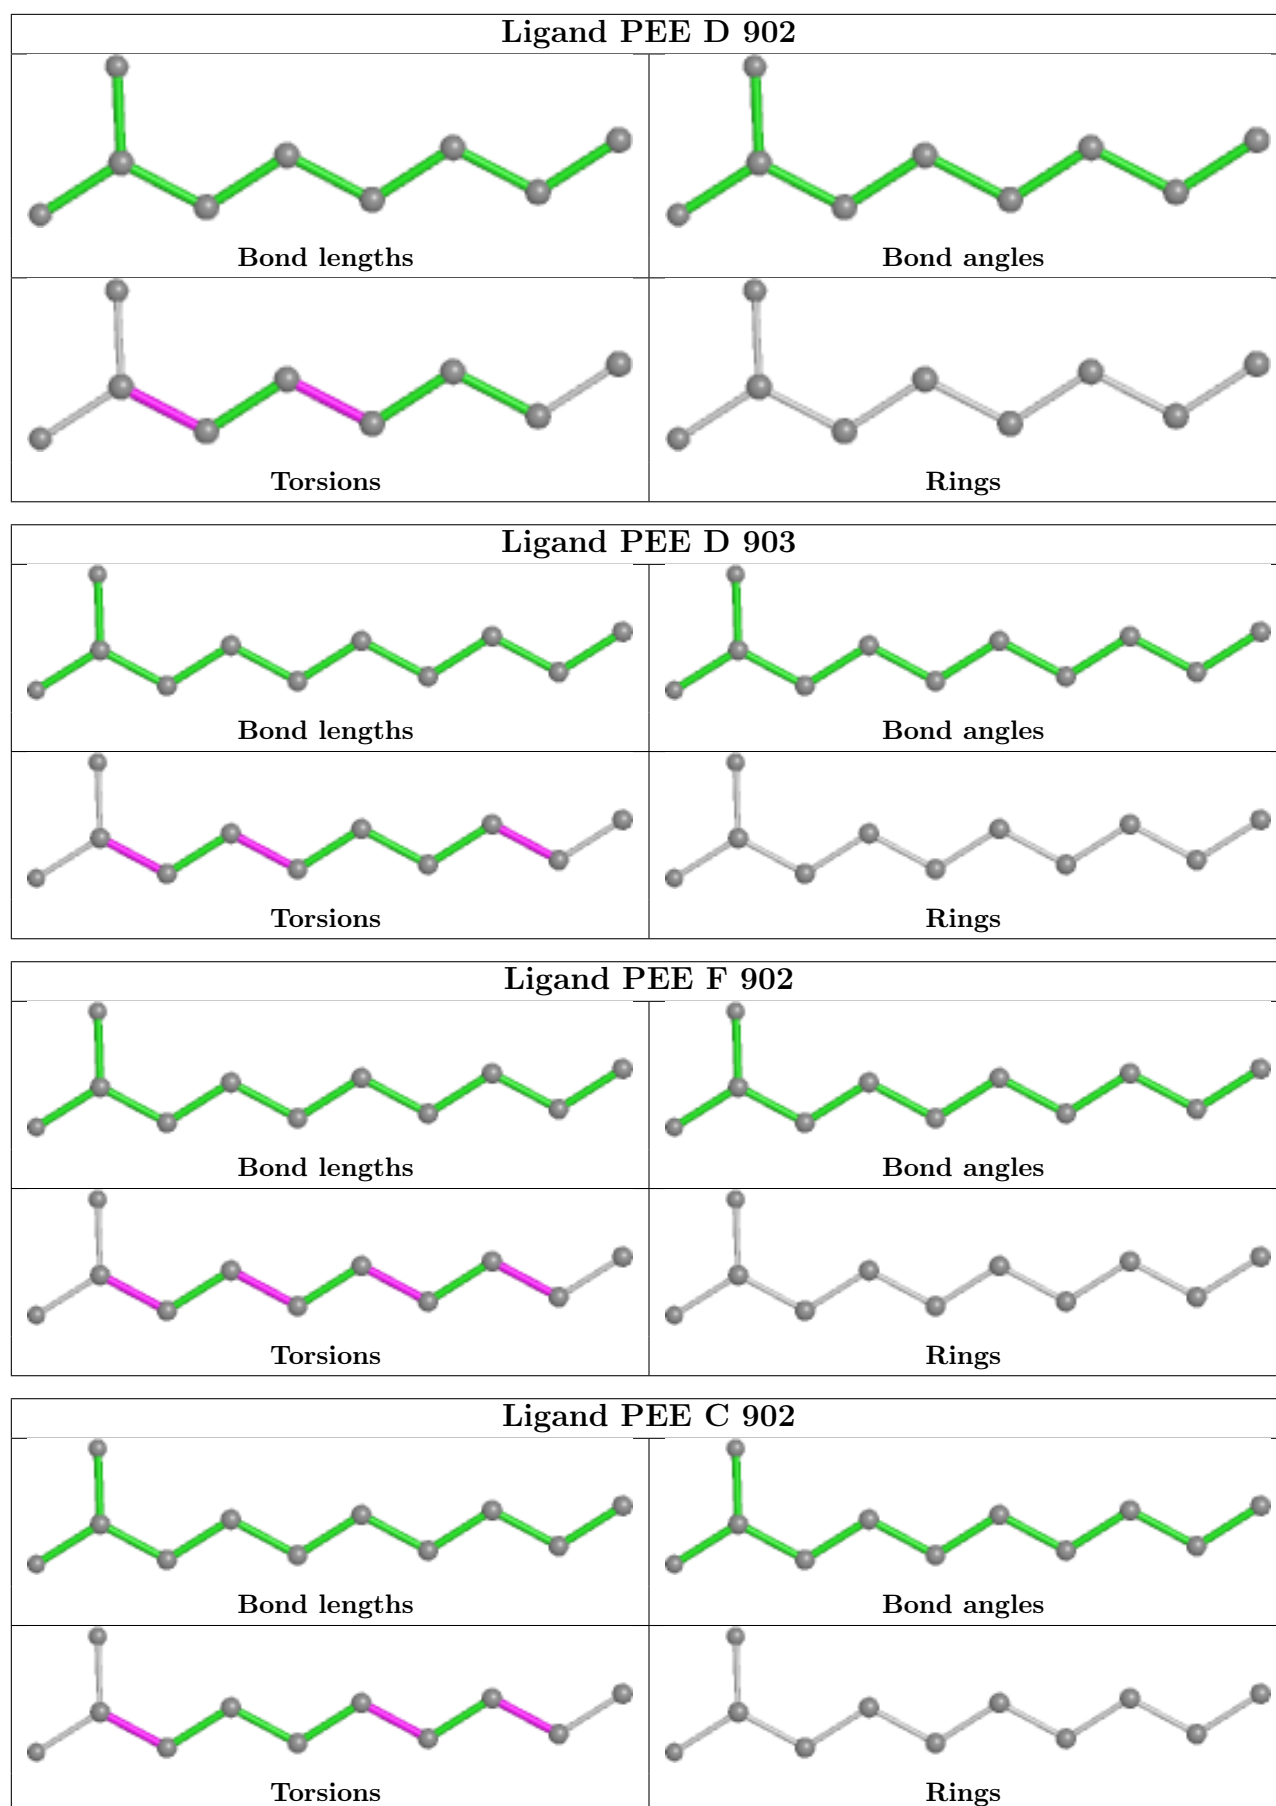 Ligand PEE D 902
Bond lengths
Bond angles
Torsions
Rings
Ligand PEE D 903
Bond lengths
Bond angles
Torsions
Rings
Ligand PEE F 902
Bond lengths
Bond angles
Torsions
Rings
Ligand PEE C 902
Bond lengths
Bond angles
Torsions
Rings